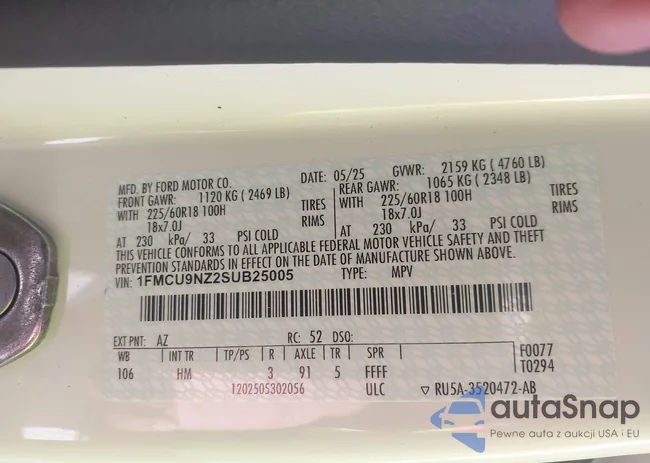 MFD. BY FORD MOTOR CO.
05/25 GVWR: 2159 KG ( 4760 LB)
FRONT GAWR: 1120 KG ( 2469 LB)
REAR GAWR: 1065 KG ( 2348 LB)
WITH 225/60R18 100H TIRES
WITH 225/60R18 100H TIRES
18x7.0J RIMS
18x7.0J RIMS
AT 230 kPa/ 33 PSI COLD
AT 230 kPa/ 33 PSI COLD
THIS VEHICLE CONFORMS TO ALL APPLICABLE FEDERAL MOTOR VEHICLE SAFETY AND THEFT
PREVENTION STANDARDS IN EFFECT ON THE DATE OF MANUFACTURE SHOWN ABOVE.
VIN: 1FMCU9NZ2SUB25005 TYPE: MPV
EXT PNT: AZ RC: 52 DSO:
F0077
T0294
WB INT TR TP/PS R AXLE TR SPR
106 HM 3 91 5 FFFF
120250S302056 ULC ▽ RU5A-3520472-AB
autaSnap
Pewne auta z aukcji USA i EU